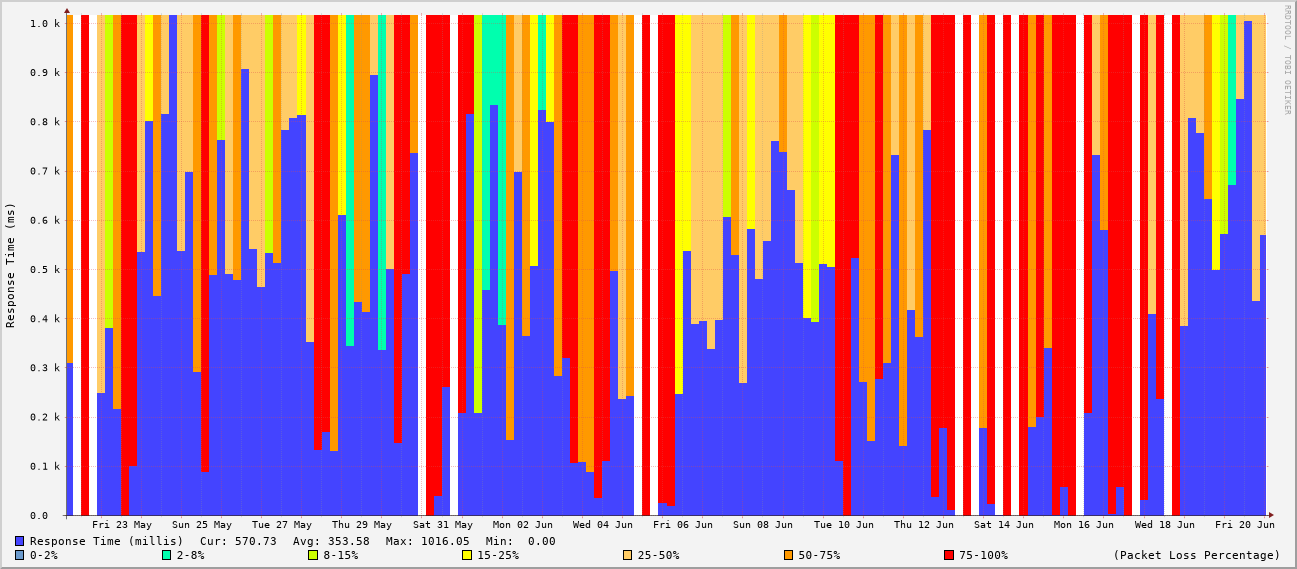 RRDTOOL / TOBI OETIKER
Response Time (ms)
1.0 k
0.9 k
0.8 k
0.7 k
0.6 k
0.5 k
0.4 k
0.3 k
0.2 k
0.1 k
0.0
Fri 23 May Sun 25 May Tue 27 May Thu 29 May Sat 31 May Mon 02 Jun Wed 04 Jun Fri 06 Jun Sun 08 Jun Tue 10 Jun Thu 12 Jun Sat 14 Jun Mon 16 Jun Wed 18 Jun Fri 20 Jun
Response Time (millis) Cur: 570.73 Avg: 353.58 Max: 1016.05 Min: 0.00
0-2% 2-8% 8-15% 15-25% 25-50% 50-75% 75-100% (Packet Loss Percentage)